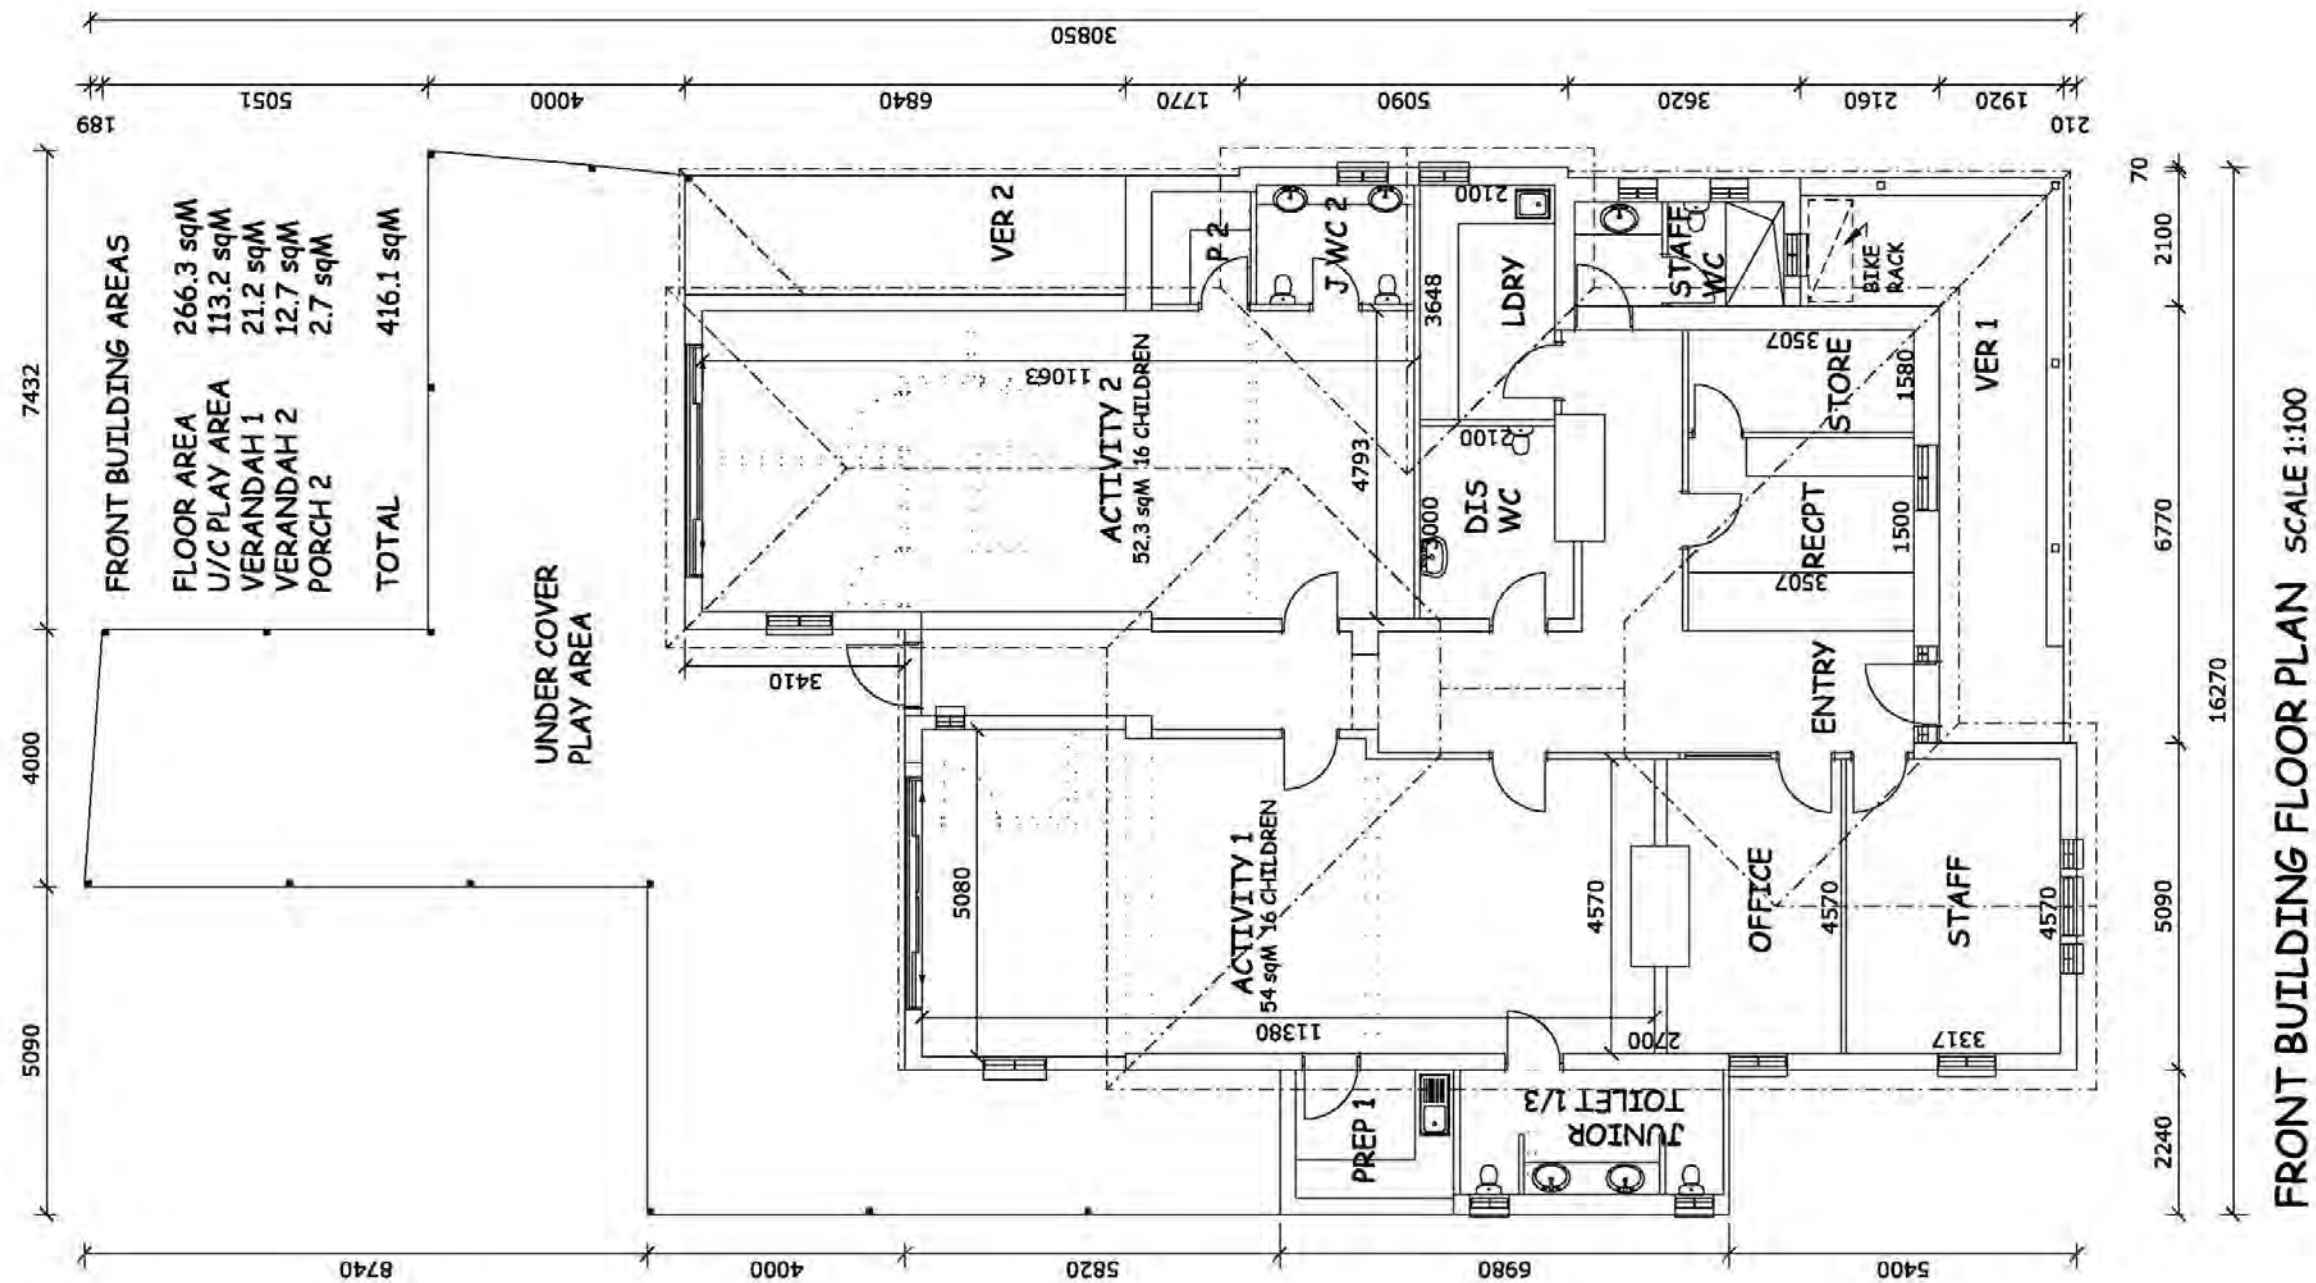 FRONT BUILDING AREAS
FLOOR AREA 266.3 sqM
U/C PLAY AREA 113.2 sqM
VERANDAH 1 21.2 sqM
VERANDAH 2 12.7 sqM
PORCH 2 2.7 sqM
TOTAL 416.1 sqM
30850
189
5051
4000
6840
1770
5090
3620
2160
1920
210
7432
4000
5090
UNDER COVER
PLAY AREA
VER 2
P 2
J WC 2
2100
LDRY
3648
STAFF
WC
BIKE
RACK
VER 1
11063
ACTIVITY 2
52.3 sqM 16 CHILDREN
4793
2100
DIS
WC
3507
STORE
1580
RECPT
1500
3507
3410
ENTRY
5080
ACTIVITY 1
54 sqM 16 CHILDREN
11380
4570
2700
OFFICE
4570
STAFF
4570
3317
PREP 1
JUNIOR
TOILET 1/3
70
2100
6770
5090
2240
16270
8740
4000
5820
6980
5400
FRONT BUILDING FLOOR PLAN SCALE 1:100